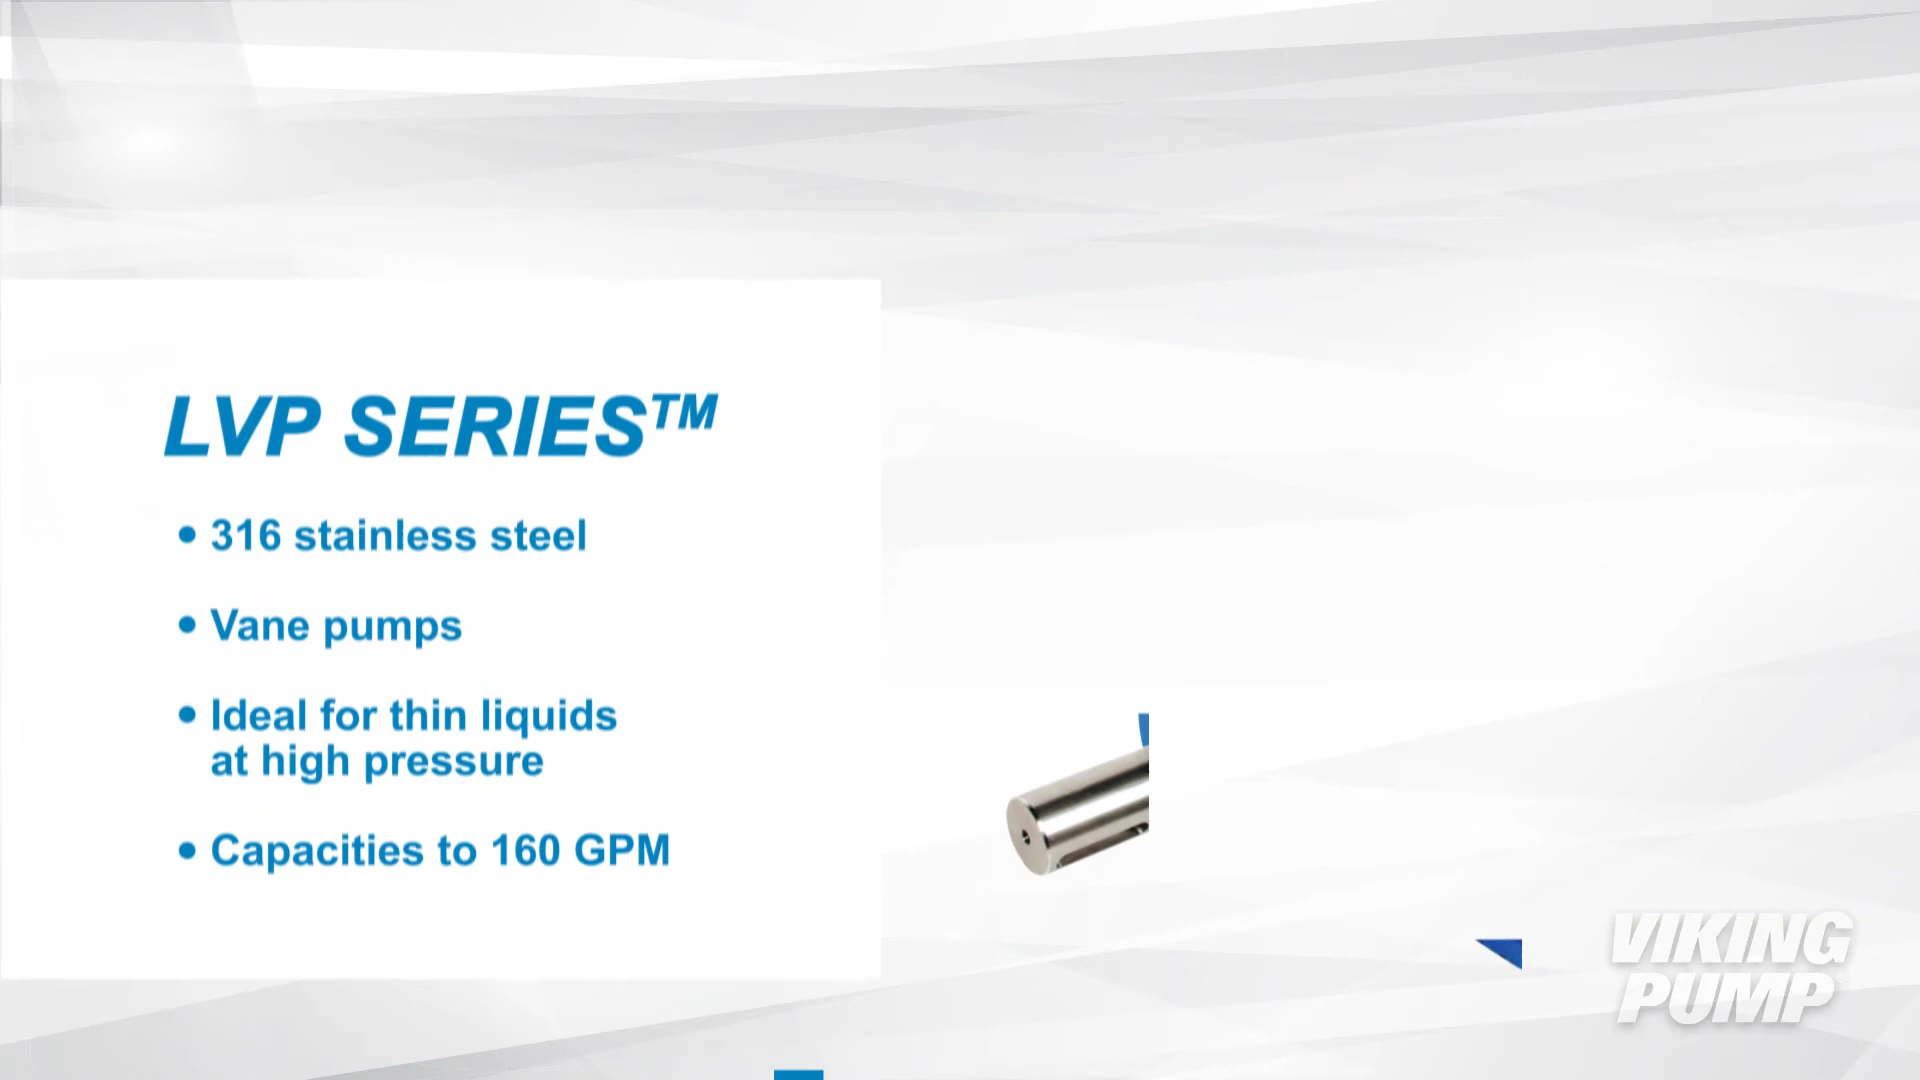 LVP SERIES™
• 316 stainless steel
• Vane pumps
• Ideal for thin liquids
at high pressure
• Capacities to 160 GPM
VIKING
PUMP®